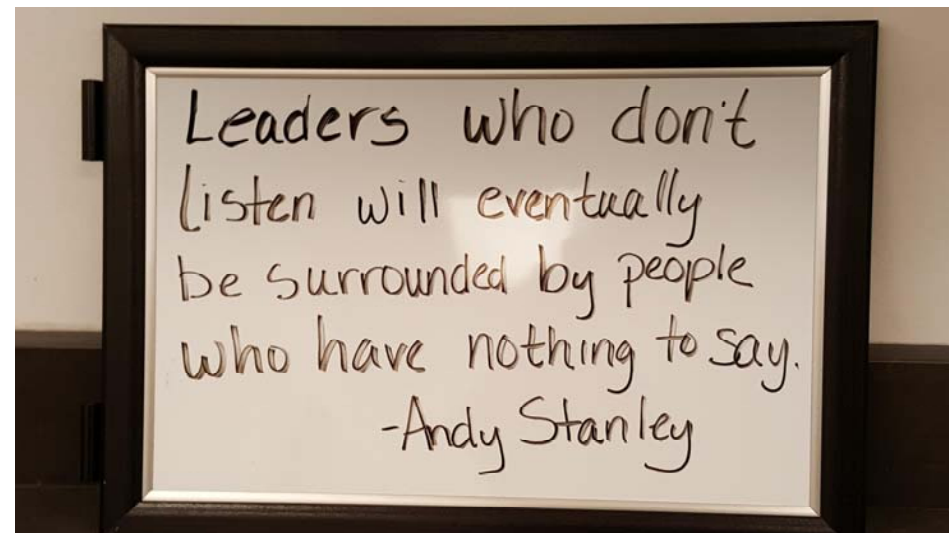 Leaders who don't
listen will eventually
be surrounded by people
who have nothing to say.
-Andy Stanley